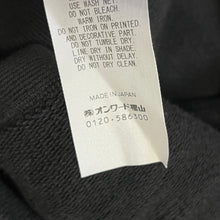 USE WASH NET.
DO NOT BLEACH.
WARM IRON.
DO NOT IRON ON PRINTED
AND DECORATIVE PART.
DO NOT TUMBLE DRY.
LINE DRY IN SHADE.
DRY WITHOUT DELAY.
DO NOT DRY CLEAN.
MADE IN JAPAN
㈱オンワード樫山
0120-586300